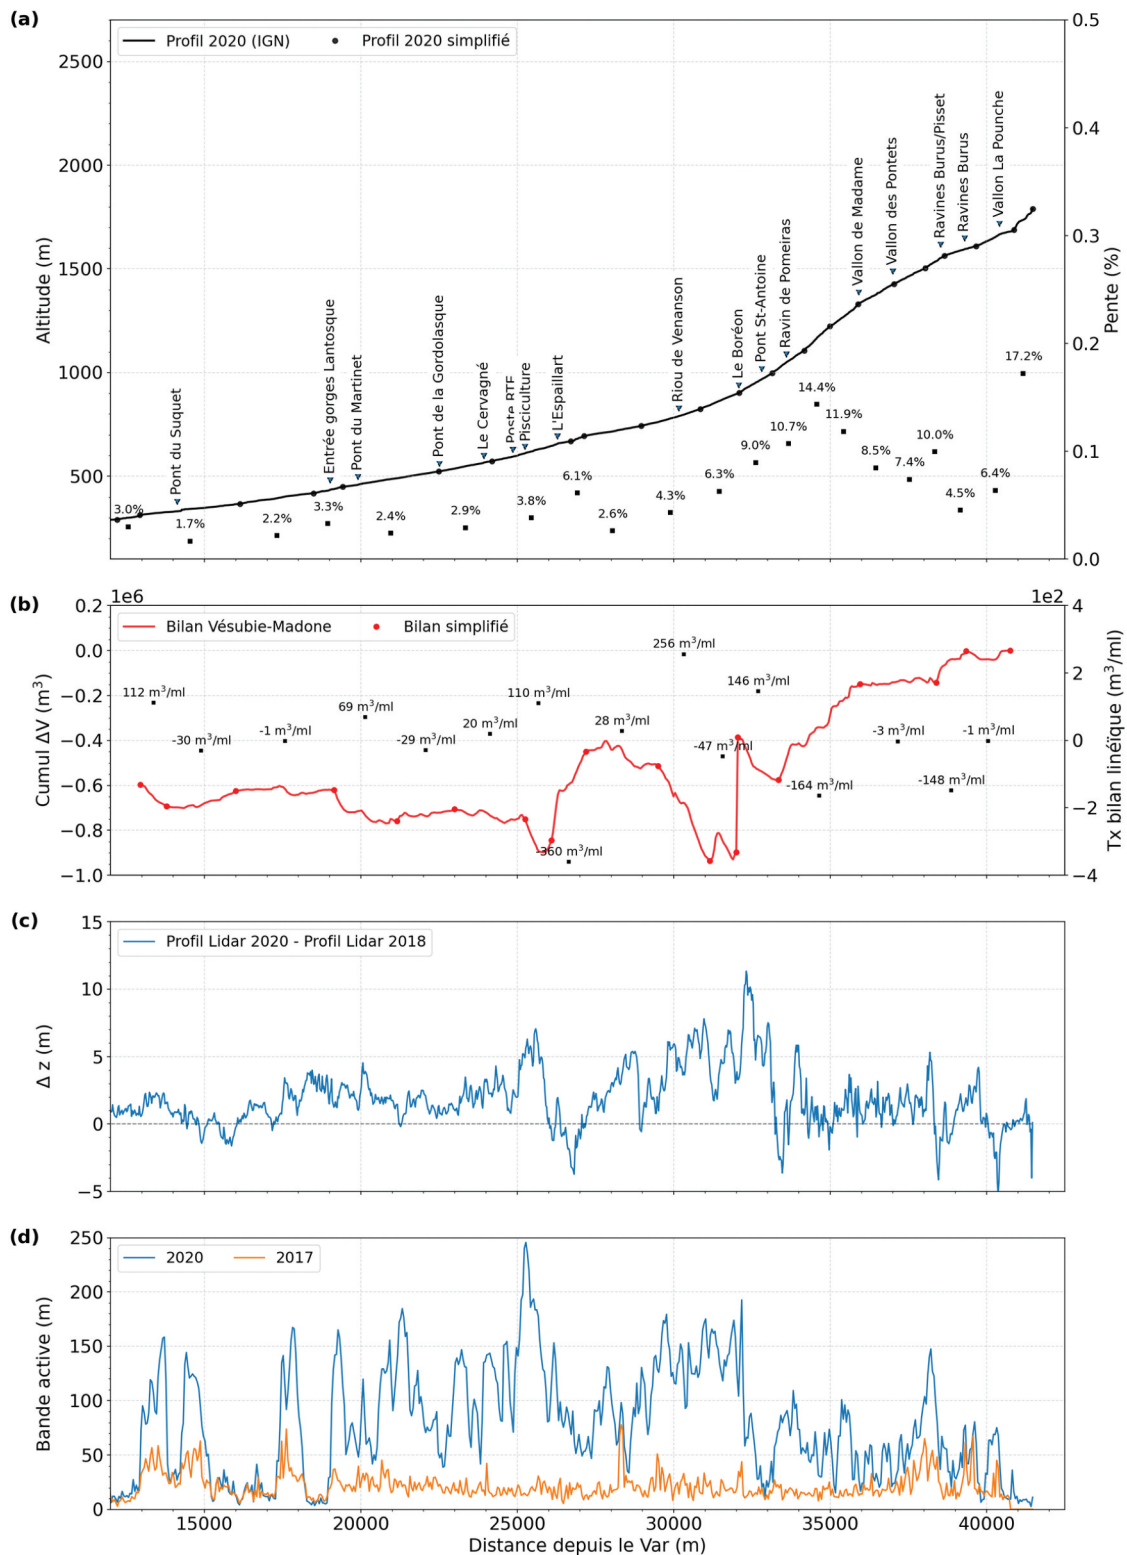 (a)
Profil 2020 (IGN)
Profil 2020 simplifié
Altitude (m)
2500
2000
1500
1000
500
Pente (%)
0.5
0.4
0.3
0.2
0.1
0.0
Pont du Suquet
Entrée gorges Lantosque
Pont du Martinet
Pont de la Gordolasque
Le Cervagné
Poste RTE
Pisciculture
L'Espaillart
Riou de Venanson
Le Boréon
Pont St-Antoine
Ravin de Pomeiras
Vallon de Madame
Vallon des Pontets
Ravines Burus/Pisset
Ravines Burus
Vallon La Pounche
3.0%
1.7%
2.2%
3.3%
2.4%
2.9%
3.8%
6.1%
2.6%
4.3%
6.3%
9.0%
10.7%
14.4%
11.9%
8.5%
7.4%
10.0%
4.5%
6.4%
17.2%
(b)
1e6
1e2
Bilan Vésubie-Madone
Bilan simplifié
Cumul ΔV (m³)
0.2
0.0
−0.2
−0.4
−0.6
−0.8
−1.0
Tx bilan linéïque (m³/ml)
4
2
0
−2
−4
112 m³/ml
-30 m³/ml
-1 m³/ml
69 m³/ml
-29 m³/ml
20 m³/ml
110 m³/ml
-360 m³/ml
28 m³/ml
256 m³/ml
-47 m³/ml
146 m³/ml
-164 m³/ml
-3 m³/ml
-148 m³/ml
-1 m³/ml
(c)
Profil Lidar 2020 - Profil Lidar 2018
Δ z (m)
15
10
5
0
−5
(d)
2020
2017
Bande active (m)
250
200
150
100
50
0
15000
20000
25000
30000
35000
40000
Distance depuis le Var (m)